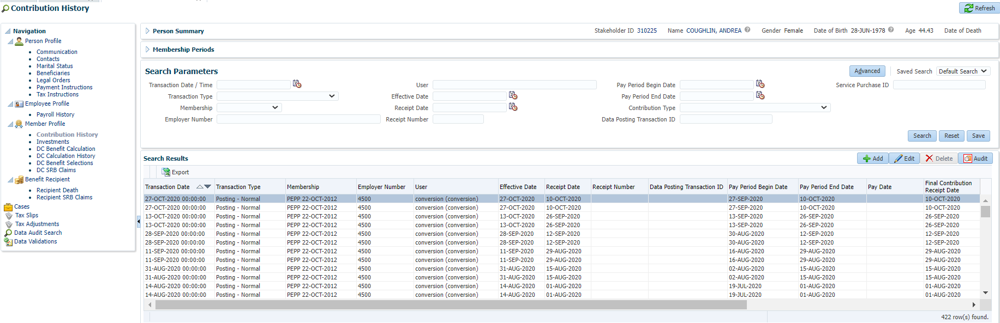 Contribution History
Refresh
Navigation
Person Profile
Communication
Contacts
Marital Status
Beneficiaries
Legal Orders
Payment Instructions
Tax Instructions
Employee Profile
Payroll History
Member Profile
Contribution History
Investments
DC Benefit Calculation
DC Calculation History
DC Benefit Selections
DC SRB Claims
Benefit Recipient
Recipient Death
Recipient SRB Claims
Cases
Tax Slips
Tax Adjustments
Data Audit Search
Data Validations
Person Summary Stakeholder ID 310225 Name COUGHLIN, ANDREA Gender Female Date of Birth 28-JUN-1978 Age 44.43 Date of Death
Membership Periods
Search Parameters Advanced Saved Search Default Search
Transaction Date / Time User Pay Period Begin Date Service Purchase ID
Transaction Type Effective Date Pay Period End Date
Membership Receipt Date Contribution Type
Employer Number Receipt Number Data Posting Transaction ID
Search Reset Save
Search Results Add Edit Delete Audit
Export
Transaction Date Transaction Type Membership Employer Number User Effective Date Receipt Date Receipt Number Data Posting Transaction ID Pay Period Begin Date Pay Period End Date Pay Date Final Contribution Receipt Date
27-OCT-2020 00:00:00 Posting - Normal PEPP 22-OCT-2012 4500 conversion (conversion) 27-OCT-2020 10-OCT-2020 27-SEP-2020 10-OCT-2020 10-OCT-2020
27-OCT-2020 00:00:00 Posting - Normal PEPP 22-OCT-2012 4500 conversion (conversion) 27-OCT-2020 10-OCT-2020 27-SEP-2020 10-OCT-2020 10-OCT-2020
13-OCT-2020 00:00:00 Posting - Normal PEPP 22-OCT-2012 4500 conversion (conversion) 13-OCT-2020 26-SEP-2020 13-SEP-2020 26-SEP-2020 26-SEP-2020
13-OCT-2020 00:00:00 Posting - Normal PEPP 22-OCT-2012 4500 conversion (conversion) 13-OCT-2020 26-SEP-2020 13-SEP-2020 26-SEP-2020 26-SEP-2020
28-SEP-2020 00:00:00 Posting - Normal PEPP 22-OCT-2012 4500 conversion (conversion) 28-SEP-2020 12-SEP-2020 30-AUG-2020 12-SEP-2020 12-SEP-2020
28-SEP-2020 00:00:00 Posting - Normal PEPP 22-OCT-2012 4500 conversion (conversion) 28-SEP-2020 12-SEP-2020 30-AUG-2020 12-SEP-2020 12-SEP-2020
11-SEP-2020 00:00:00 Posting - Normal PEPP 22-OCT-2012 4500 conversion (conversion) 11-SEP-2020 29-AUG-2020 16-AUG-2020 29-AUG-2020 29-AUG-2020
11-SEP-2020 00:00:00 Posting - Normal PEPP 22-OCT-2012 4500 conversion (conversion) 11-SEP-2020 29-AUG-2020 16-AUG-2020 29-AUG-2020 29-AUG-2020
31-AUG-2020 00:00:00 Posting - Normal PEPP 22-OCT-2012 4500 conversion (conversion) 31-AUG-2020 15-AUG-2020 02-AUG-2020 15-AUG-2020 15-AUG-2020
31-AUG-2020 00:00:00 Posting - Normal PEPP 22-OCT-2012 4500 conversion (conversion) 31-AUG-2020 15-AUG-2020 02-AUG-2020 15-AUG-2020 15-AUG-2020
14-AUG-2020 00:00:00 Posting - Normal PEPP 22-OCT-2012 4500 conversion (conversion) 14-AUG-2020 01-AUG-2020 19-JUL-2020 01-AUG-2020 01-AUG-2020
14-AUG-2020 00:00:00 Posting - Normal PEPP 22-OCT-2012 4500 conversion (conversion) 14-AUG-2020 01-AUG-2020 19-JUL-2020 01-AUG-2020 01-AUG-2020
422 row(s) found.